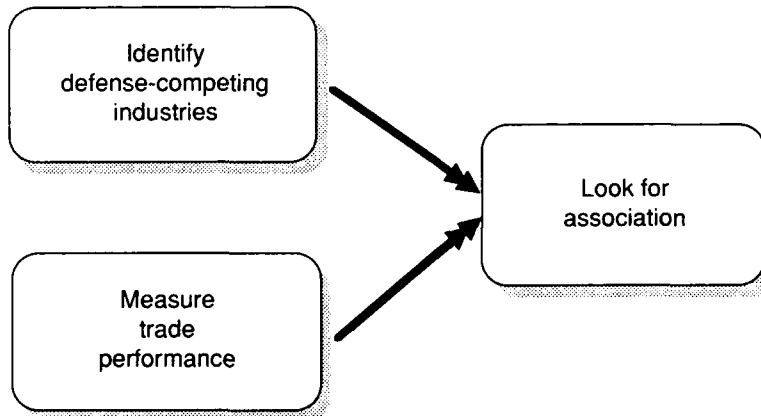 Identify
defense-competing
industries
Look for
association
Measure
trade
performance